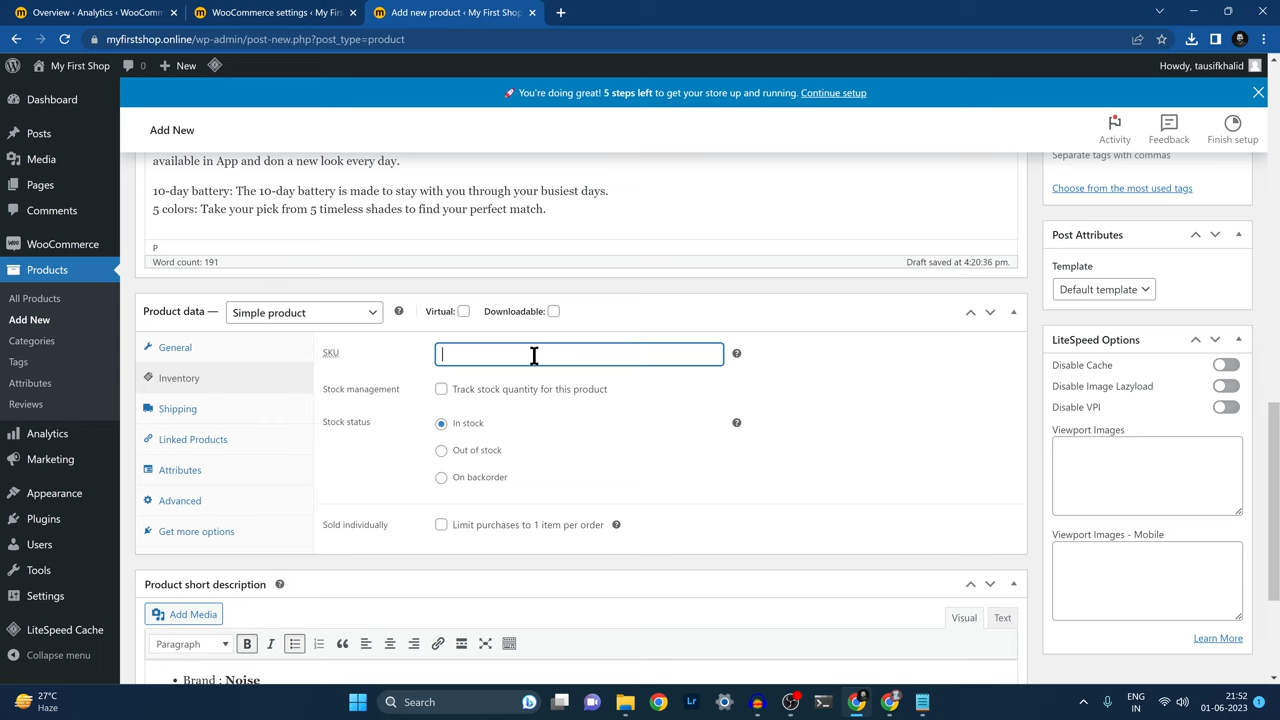 Overview ‹ Analytics ‹ WooComm
WooCommerce settings ‹ My Firs
Add new product ‹ My First Shop
myfirstshop.online/wp-admin/post-new.php?post_type=product
My First Shop
0
New
Howdy, tausifkhalid
🚀 You're doing great! 5 steps left to get your store up and running. Continue setup
Add New
Activity
Feedback
Finish setup
Dashboard
Posts
Media
Pages
Comments
WooCommerce
Products
All Products
Add New
Categories
Tags
Attributes
Reviews
Analytics
Marketing
Appearance
Plugins
Users
Tools
Settings
LiteSpeed Cache
Collapse menu
available in App and don a new look every day.
10-day battery: The 10-day battery is made to stay with you through your busiest days.
5 colors: Take your pick from 5 timeless shades to find your perfect match.
P
Word count: 191
Draft saved at 4:20:36 pm.
Product data —
Simple product
Virtual:
Downloadable:
General
Inventory
Shipping
Linked Products
Attributes
Advanced
Get more options
SKU
Stock management
Track stock quantity for this product
Stock status
In stock
Out of stock
On backorder
Sold individually
Limit purchases to 1 item per order
Product short description
Add Media
Visual
Text
Paragraph
B
I
• Brand : Noise
Separate tags with commas
Choose from the most used tags
Post Attributes
Template
Default template
LiteSpeed Options
Disable Cache
Disable Image Lazyload
Disable VPI
Viewport Images
Viewport Images - Mobile
Learn More
27°C
Haze
Search
Lr
ENG
IN
21:52
01-06-2023